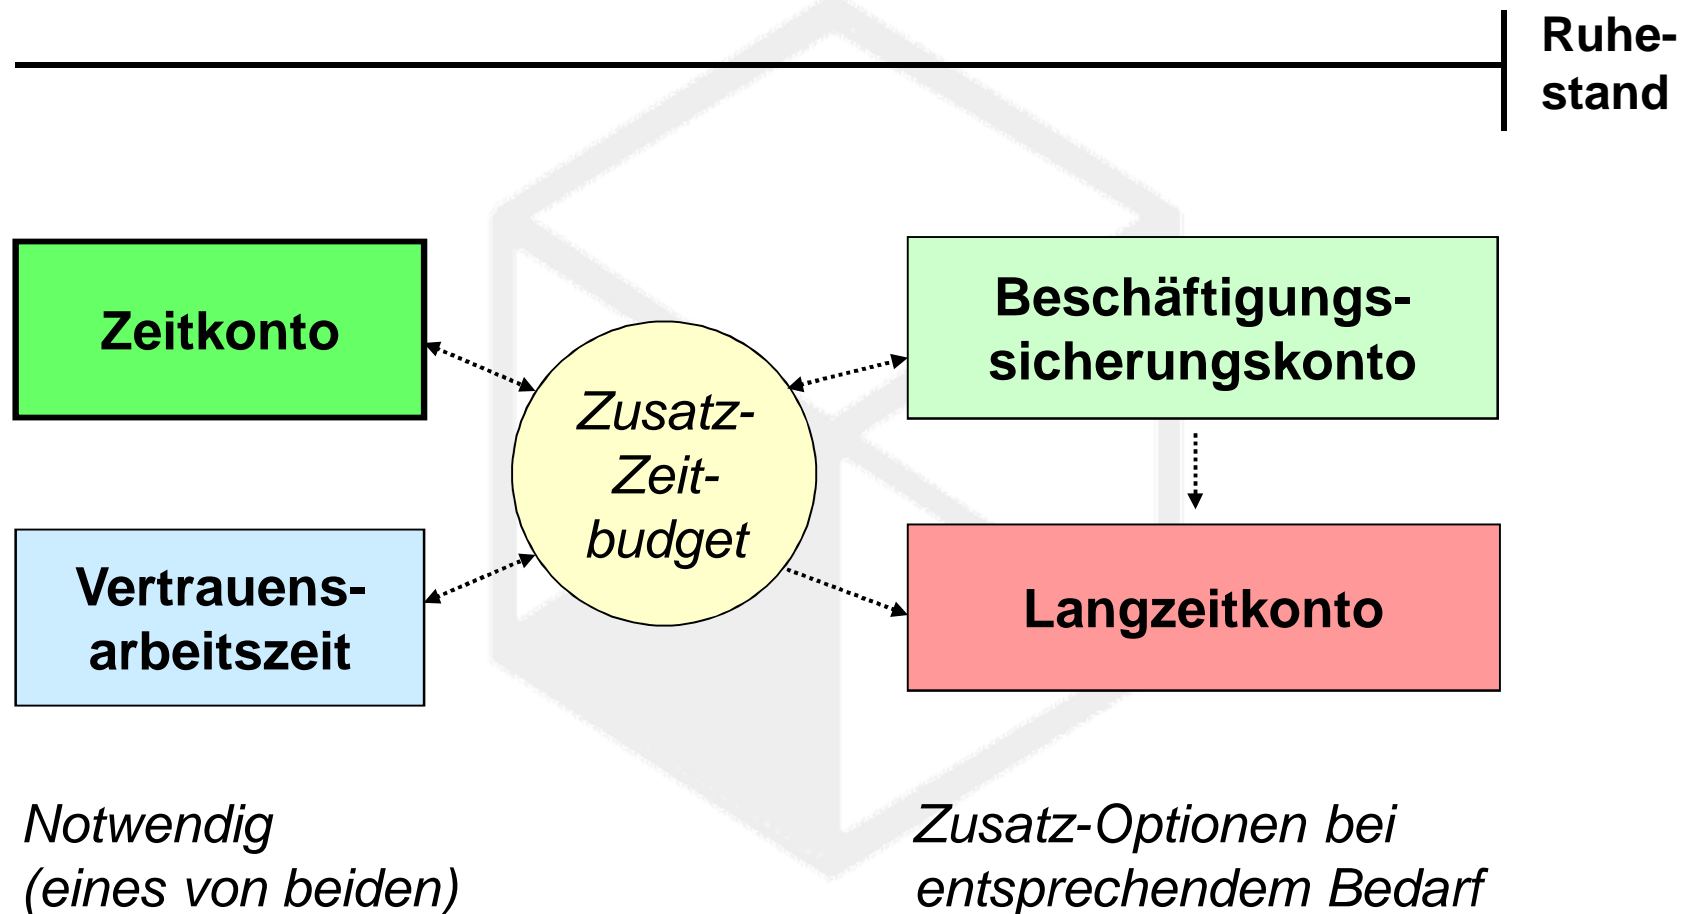 Ruhe-
stand
Zeitkonto
Beschäftigungs-
sicherungskonto
Zusatz-
Zeit-
budget
Vertrauens-
arbeitszeit
Langzeitkonto
Notwendig
(eines von beiden)
Zusatz-Optionen bei
entsprechendem Bedarf